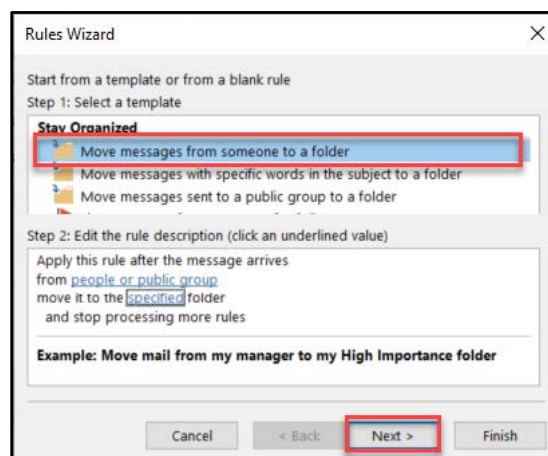 Rules Wizard
Start from a template or from a blank rule
Step 1: Select a template
Stay Organized
Move messages from someone to a folder
Move messages with specific words in the subject to a folder
Move messages sent to a public group to a folder
Step 2: Edit the rule description (click an underlined value)
Apply this rule after the message arrives
from people or public group
move it to the specified folder
and stop processing more rules
Example: Move mail from my manager to my High Importance folder
Cancel < Back Next > Finish